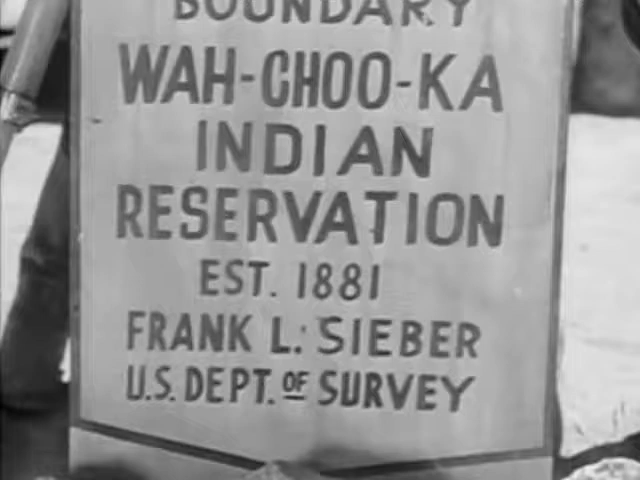 BOUNDARY
WAH-CHOO-KA
INDIAN
RESERVATION
EST. 1881
FRANK L. SIEBER
U.S. DEPT. OF SURVEY